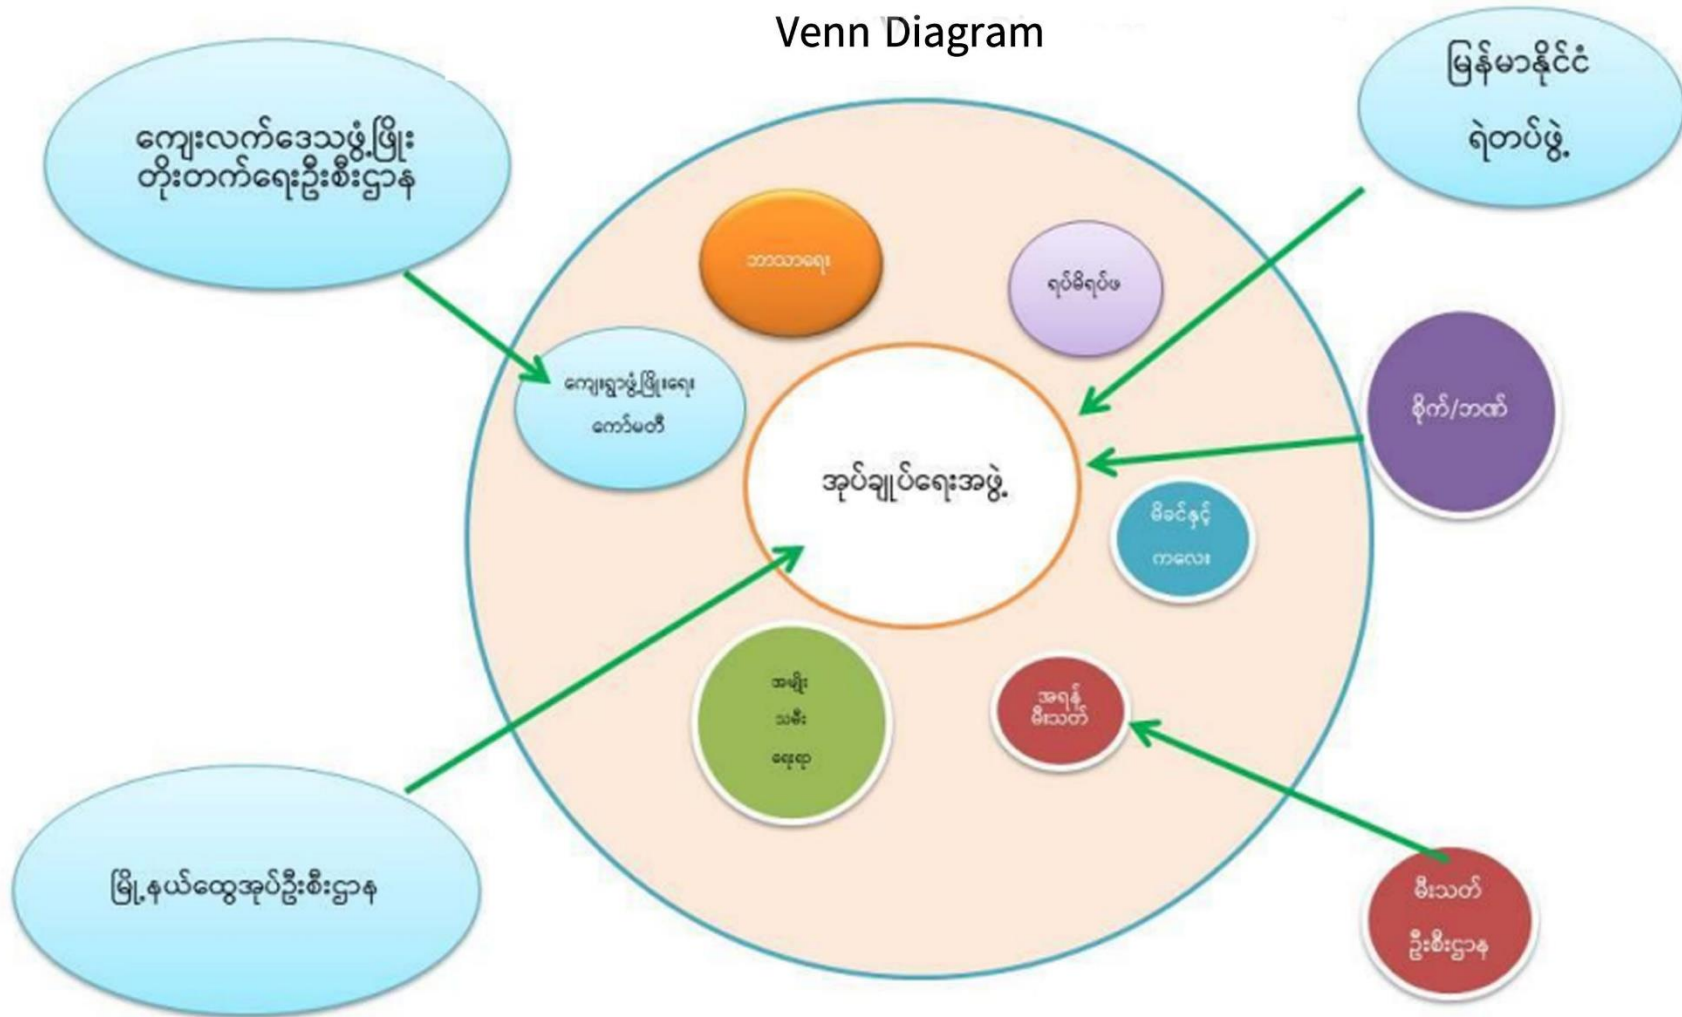 Venn Diagram
ကျေးလက်ဒေသဖွံ့ဖြိုး
တိုးတက်ရေးဦးစီးဌာန
မြန်မာနိုင်ငံ
ရဲတပ်ဖွဲ့
ဘာသာရေး
ရပ်မိရပ်ဖ
ကျေးရွာဖွံ့ဖြိုးရေး
ကော်မတီ
စိုက်/ဘဏ်
အုပ်ချုပ်ရေးအဖွဲ့
မိခင်နှင့်
ကလေး
အမျိုး
သမီး
ရေးရာ
အရန်
မီးသတ်
မြို့နယ်ထွေအုပ်ဦးစီးဌာန
မီးသတ်
ဦးစီးဌာန